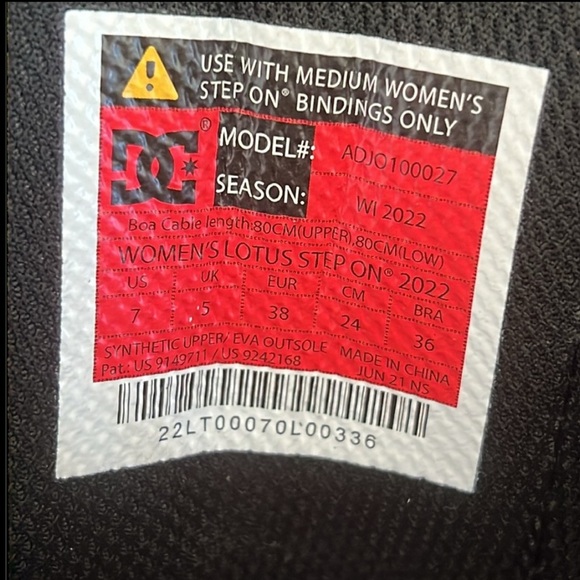 USE WITH MEDIUM WOMEN'S
STEP ON® BINDINGS ONLY
DC®
MODEL#: ADJO100027
SEASON: WI 2022
Boa Cable length:80CM(UPPER),80CM(LOW)
WOMEN'S LOTUS STEP ON® 2022
US UK EUR CM BRA
7 5 38 24 36
SYNTHETIC UPPER/ EVA OUTSOLE MADE IN CHINA
Pat.: US 9149711 / US 9242168 JUN 21 NS
22LT00070L00336